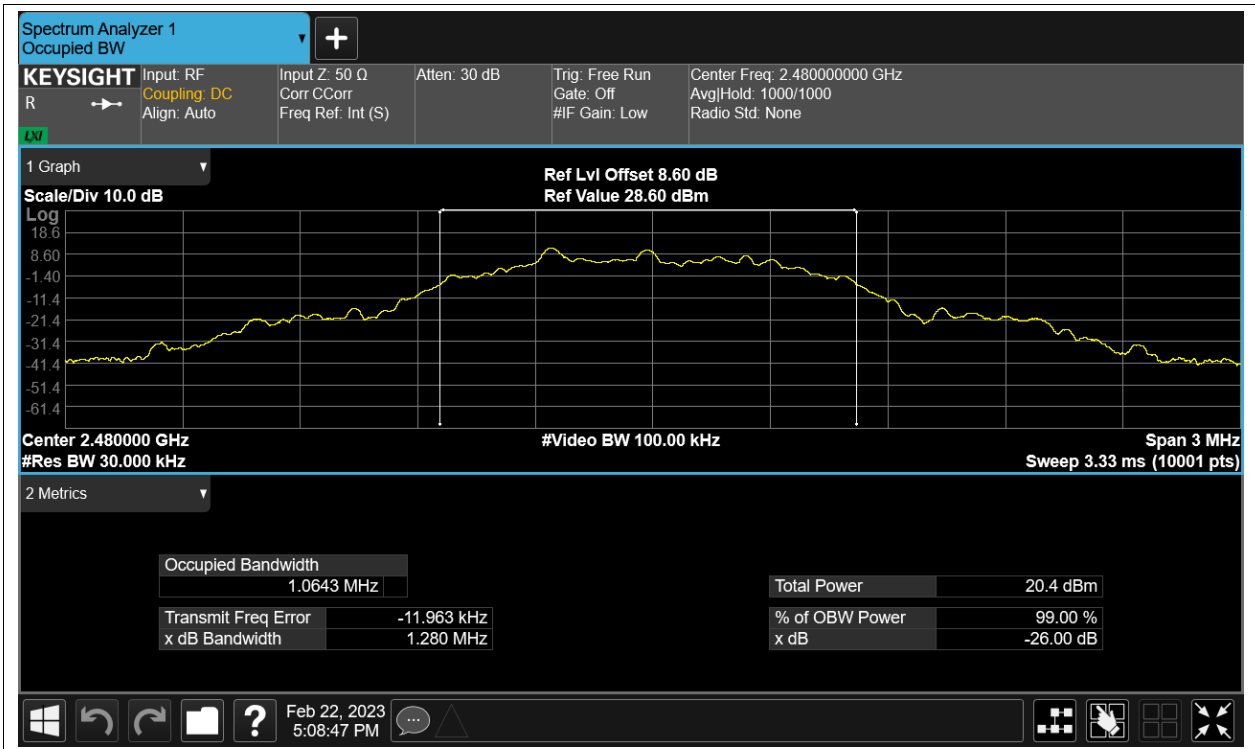 Spectrum Analyzer 1
Occupied BW
KEYSIGHT
R
LXI
Input: RF
Coupling: DC
Align: Auto
Input Z: 50 Ω
Corr CCorr
Freq Ref: Int (S)
Atten: 30 dB
Trig: Free Run
Gate: Off
#IF Gain: Low
Center Freq: 2.480000000 GHz
Avg|Hold: 1000/1000
Radio Std: None
1 Graph
Scale/Div 10.0 dB
Ref Lvl Offset 8.60 dB
Ref Value 28.60 dBm
Log
18.6
8.60
-1.40
-11.4
-21.4
-31.4
-41.4
-51.4
-61.4
Center 2.480000 GHz
#Video BW 100.00 kHz
Span 3 MHz
#Res BW 30.000 kHz
Sweep 3.33 ms (10001 pts)
2 Metrics
Occupied Bandwidth
1.0643 MHz
Total Power 20.4 dBm
Transmit Freq Error -11.963 kHz
% of OBW Power 99.00 %
x dB Bandwidth 1.280 MHz
x dB -26.00 dB
?
Feb 22, 2023
5:08:47 PM